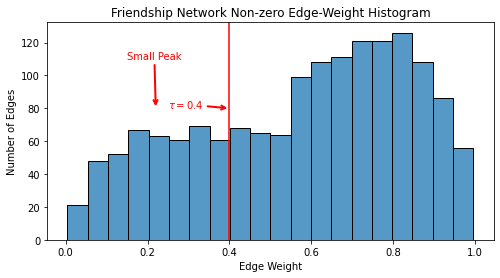 Friendship Network Non-zero Edge-Weight Histogram
Number of Edges
120
100
80
60
40
20
0
Small Peak
τ = 0.4
0.0 0.2 0.4 0.6 0.8 1.0
Edge Weight